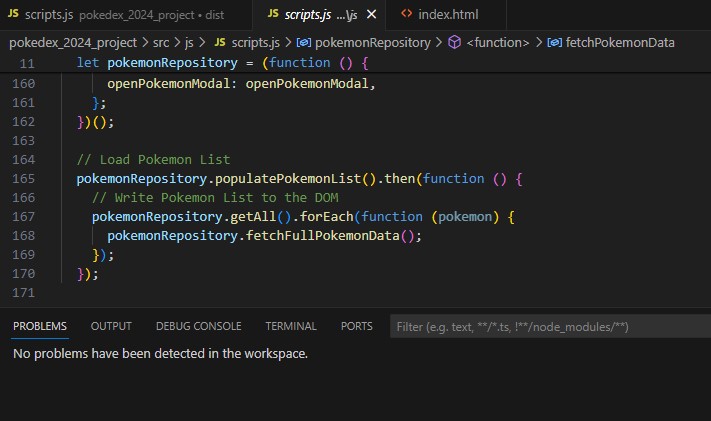 JS scripts.js pokedex_2024_project • dist JS scripts.js ...\js × <> index.html
pokedex_2024_project > src > js > JS scripts.js > pokemonRepository > <function> > fetchPokemonData
11 let pokemonRepository = (function () {
160 openPokemonModal: openPokemonModal,
161 };
162 })();
163
164 // Load Pokemon List
165 pokemonRepository.populatePokemonList().then(function () {
166 // Write Pokemon List to the DOM
167 pokemonRepository.getAll().forEach(function (pokemon) {
168 pokemonRepository.fetchFullPokemonData();
169 });
170 });
171
PROBLEMS OUTPUT DEBUG CONSOLE TERMINAL PORTS Filter (e.g. text, **/*.ts, !**/node_modules/**)
No problems have been detected in the workspace.